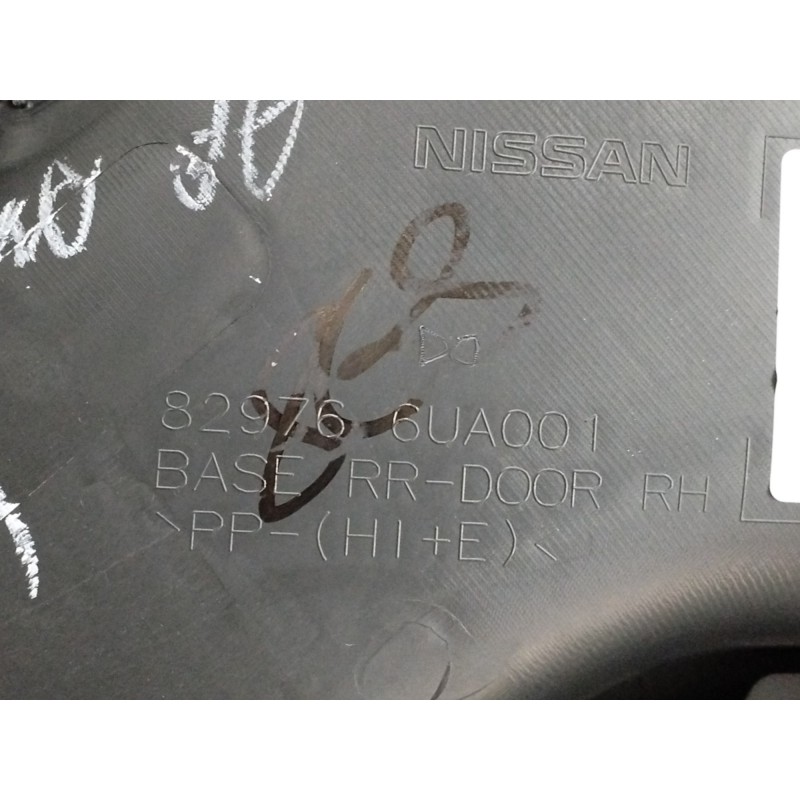 NISSAN
82976 6UA001
BASE RR-DOOR RH
>PP-(HI+E)<